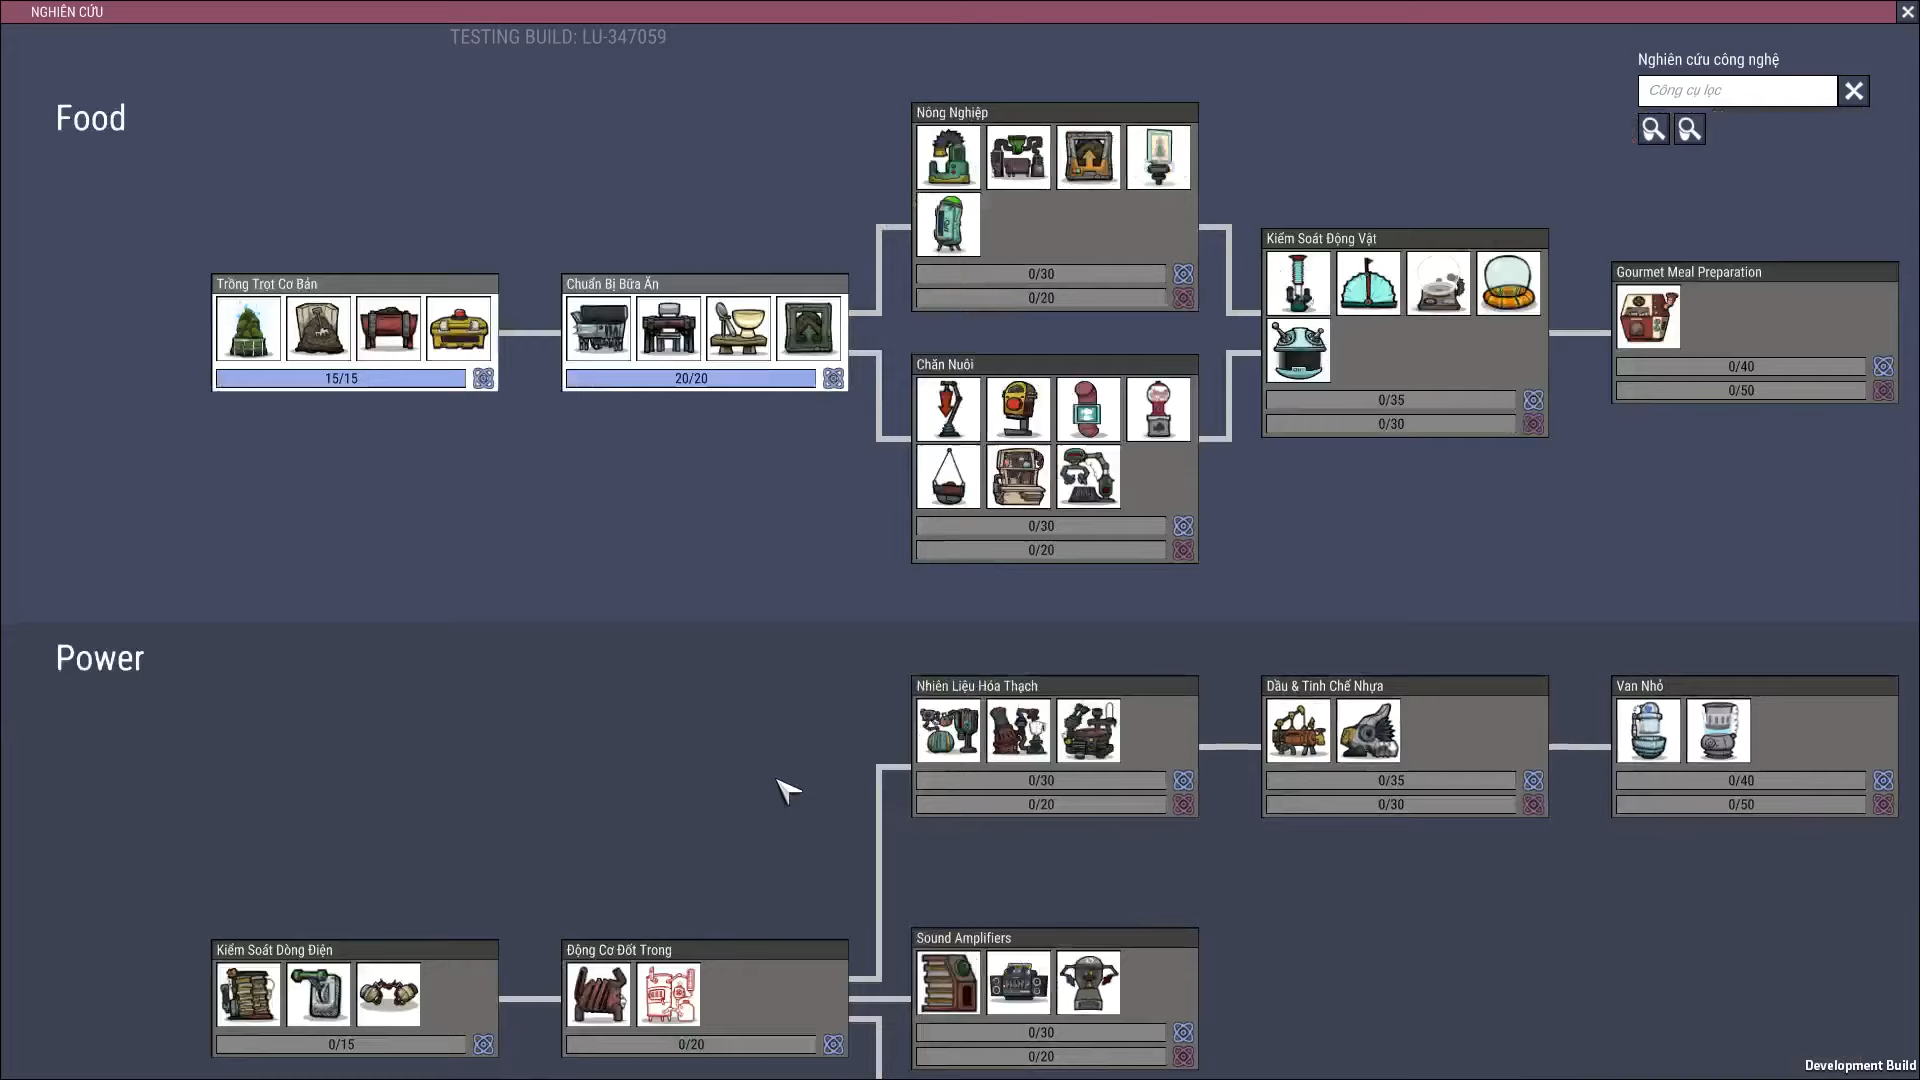 NGHIÊN CỨU
TESTING BUILD: LU-347059
Nghiên cứu công nghệ
Công cụ lọc
Food
Nông Nghiệp
0/30
0/20
Trồng Trọt Cơ Bản
15/15
Chuẩn Bị Bữa Ăn
20/20
Chăn Nuôi
0/30
0/20
Kiểm Soát Động Vật
0/35
0/30
Gourmet Meal Preparation
0/40
0/50
Power
Nhiên Liệu Hóa Thạch
0/30
0/20
Dầu & Tinh Chế Nhựa
0/35
0/30
Van Nhỏ
0/40
0/50
Kiểm Soát Dòng Điện
0/15
Động Cơ Đốt Trong
0/20
Sound Amplifiers
0/30
0/20
Development Build